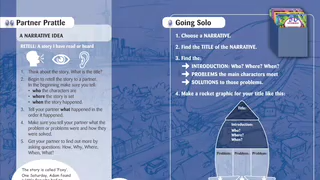 Partner Prattle
A NARRATIVE IDEA
RETELL: A story I have read or heard
1. Think about the story. What is the title?
2. Begin to retell the story to a partner.
In the beginning make sure you tell:
• who the characters are
• where the story is set
• when the story happened.
3. Tell your partner what happened in the
order it happened.
4. Make sure you tell your partner what the
problem or problems were and how they
were solved.
5. Get your partner to find out more by
asking questions: How, Why, Where,
When, What?
The story is called 'Pony'.
One Saturday, Adam found
Going Solo
1. Choose a NARRATIVE.
2. Find the TITLE of the NARRATIVE.
3. Find the:
➔ INTRODUCTION: Who? Where? When?
➔ PROBLEMS the main characters meet
➔ SOLUTIONS to those problems.
4. Make a rocket graphic for your title like this:
Title:
Introduction:
Who?
Where?
When?
Problem: Problem: Problem: